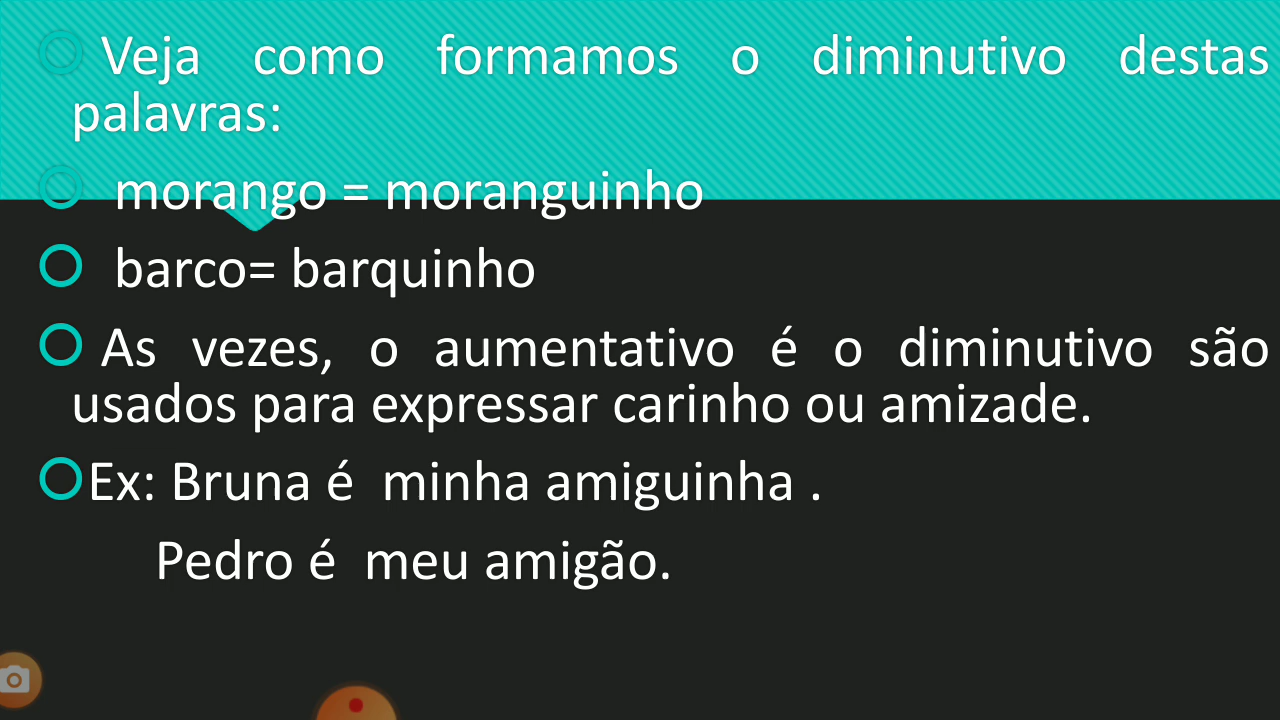 Veja como formamos o diminutivo destas
palavras:
morango = moranguinho
barco= barquinho
As vezes, o aumentativo é o diminutivo são
usados para expressar carinho ou amizade.
Ex: Bruna é minha amiguinha .
Pedro é meu amigão.